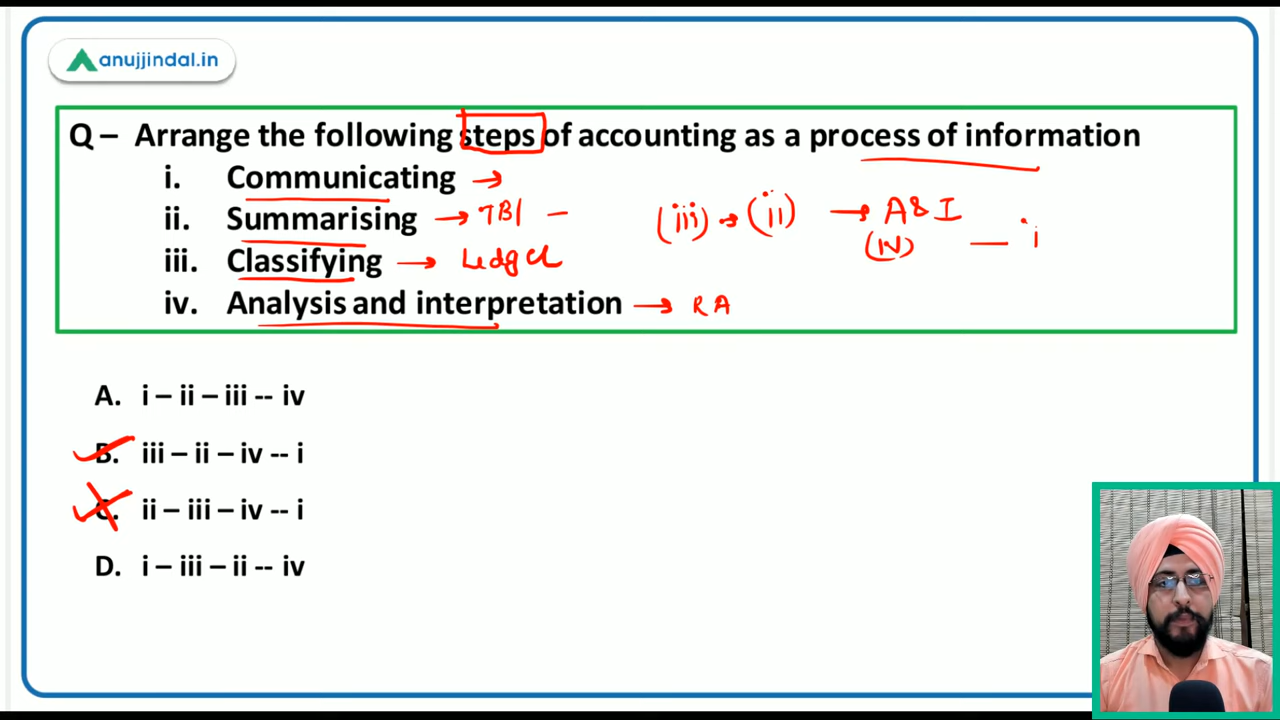 anujjindal.in
Q – Arrange the following steps of accounting as a process of information
i. Communicating →
ii. Summarising → TB/ –
iii. Classifying → Ledger
iv. Analysis and interpretation → RA
(iii) → (ii) → A & I
(iv) — i
A. i – ii – iii -- iv
B. iii – ii – iv -- i
C. ii – iii – iv -- i
D. i – iii – ii -- iv